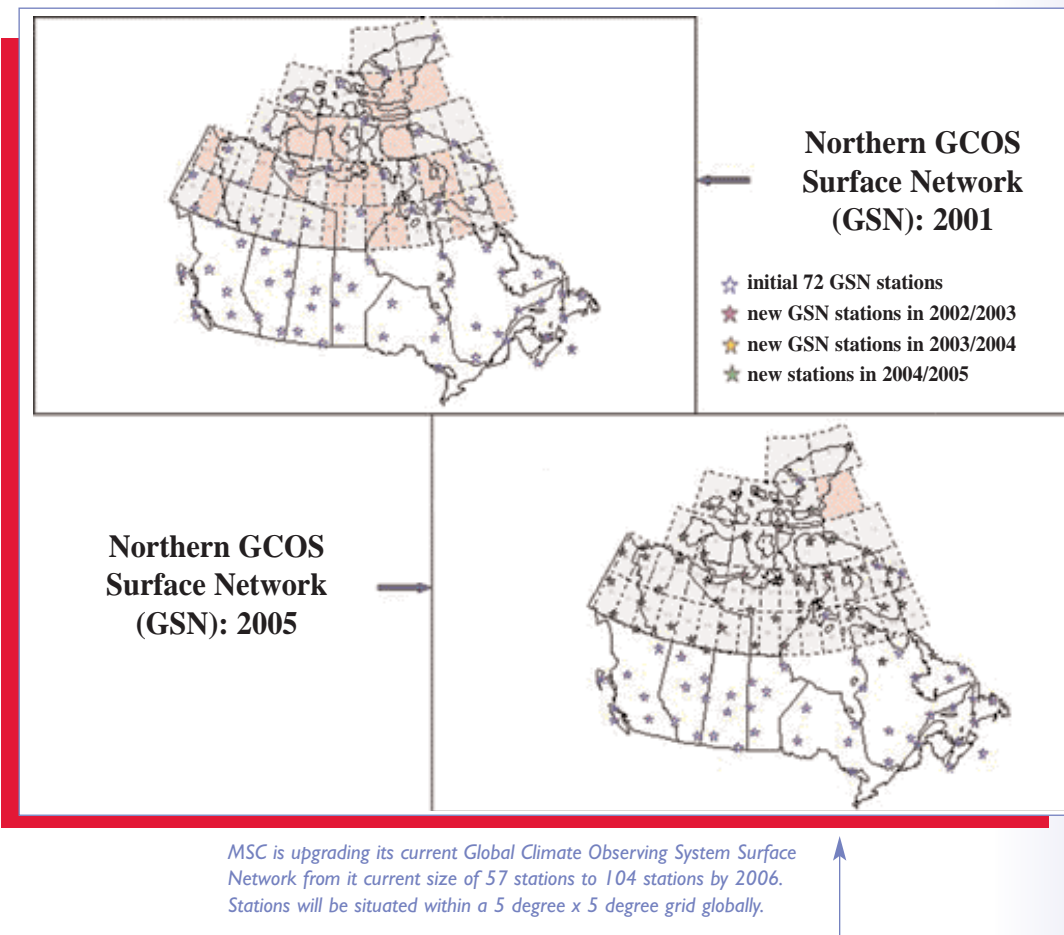 Northern GCOS
Surface Network
(GSN): 2001
initial 72 GSN stations
new GSN stations in 2002/2003
new GSN stations in 2003/2004
new stations in 2004/2005
Northern GCOS
Surface Network
(GSN): 2005
MSC is upgrading its current Global Climate Observing System Surface
Network from it current size of 57 stations to 104 stations by 2006.
Stations will be situated within a 5 degree x 5 degree grid globally.